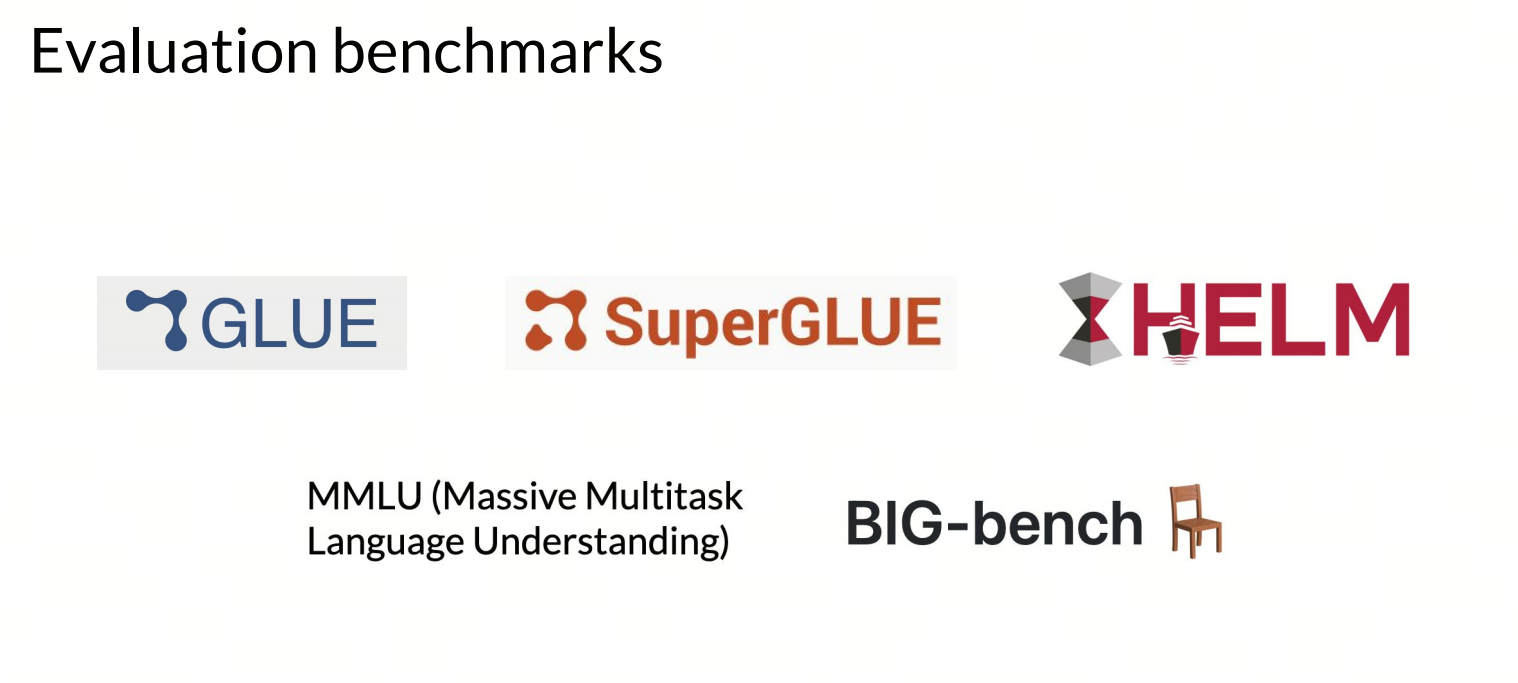 Evaluation benchmarks
GLUE
SuperGLUE
HELM
MMLU (Massive Multitask
Language Understanding)
BIG-bench